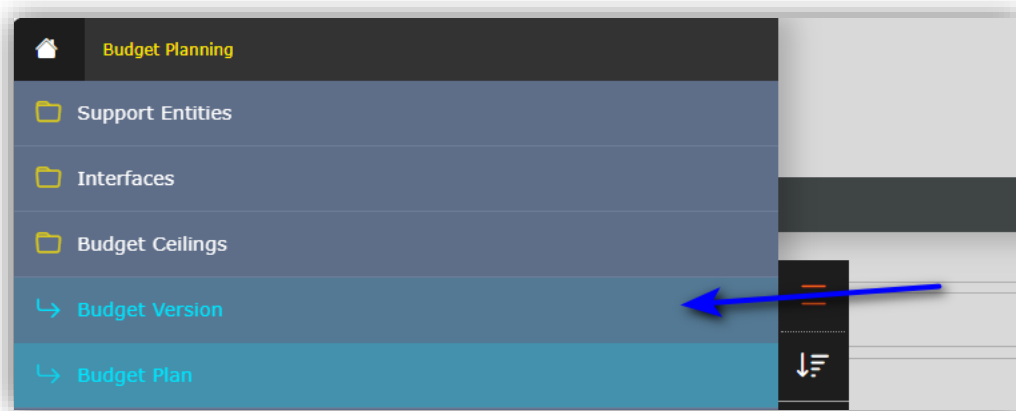 Budget Planning
Support Entities
Interfaces
Budget Ceilings
Budget Version
Budget Plan